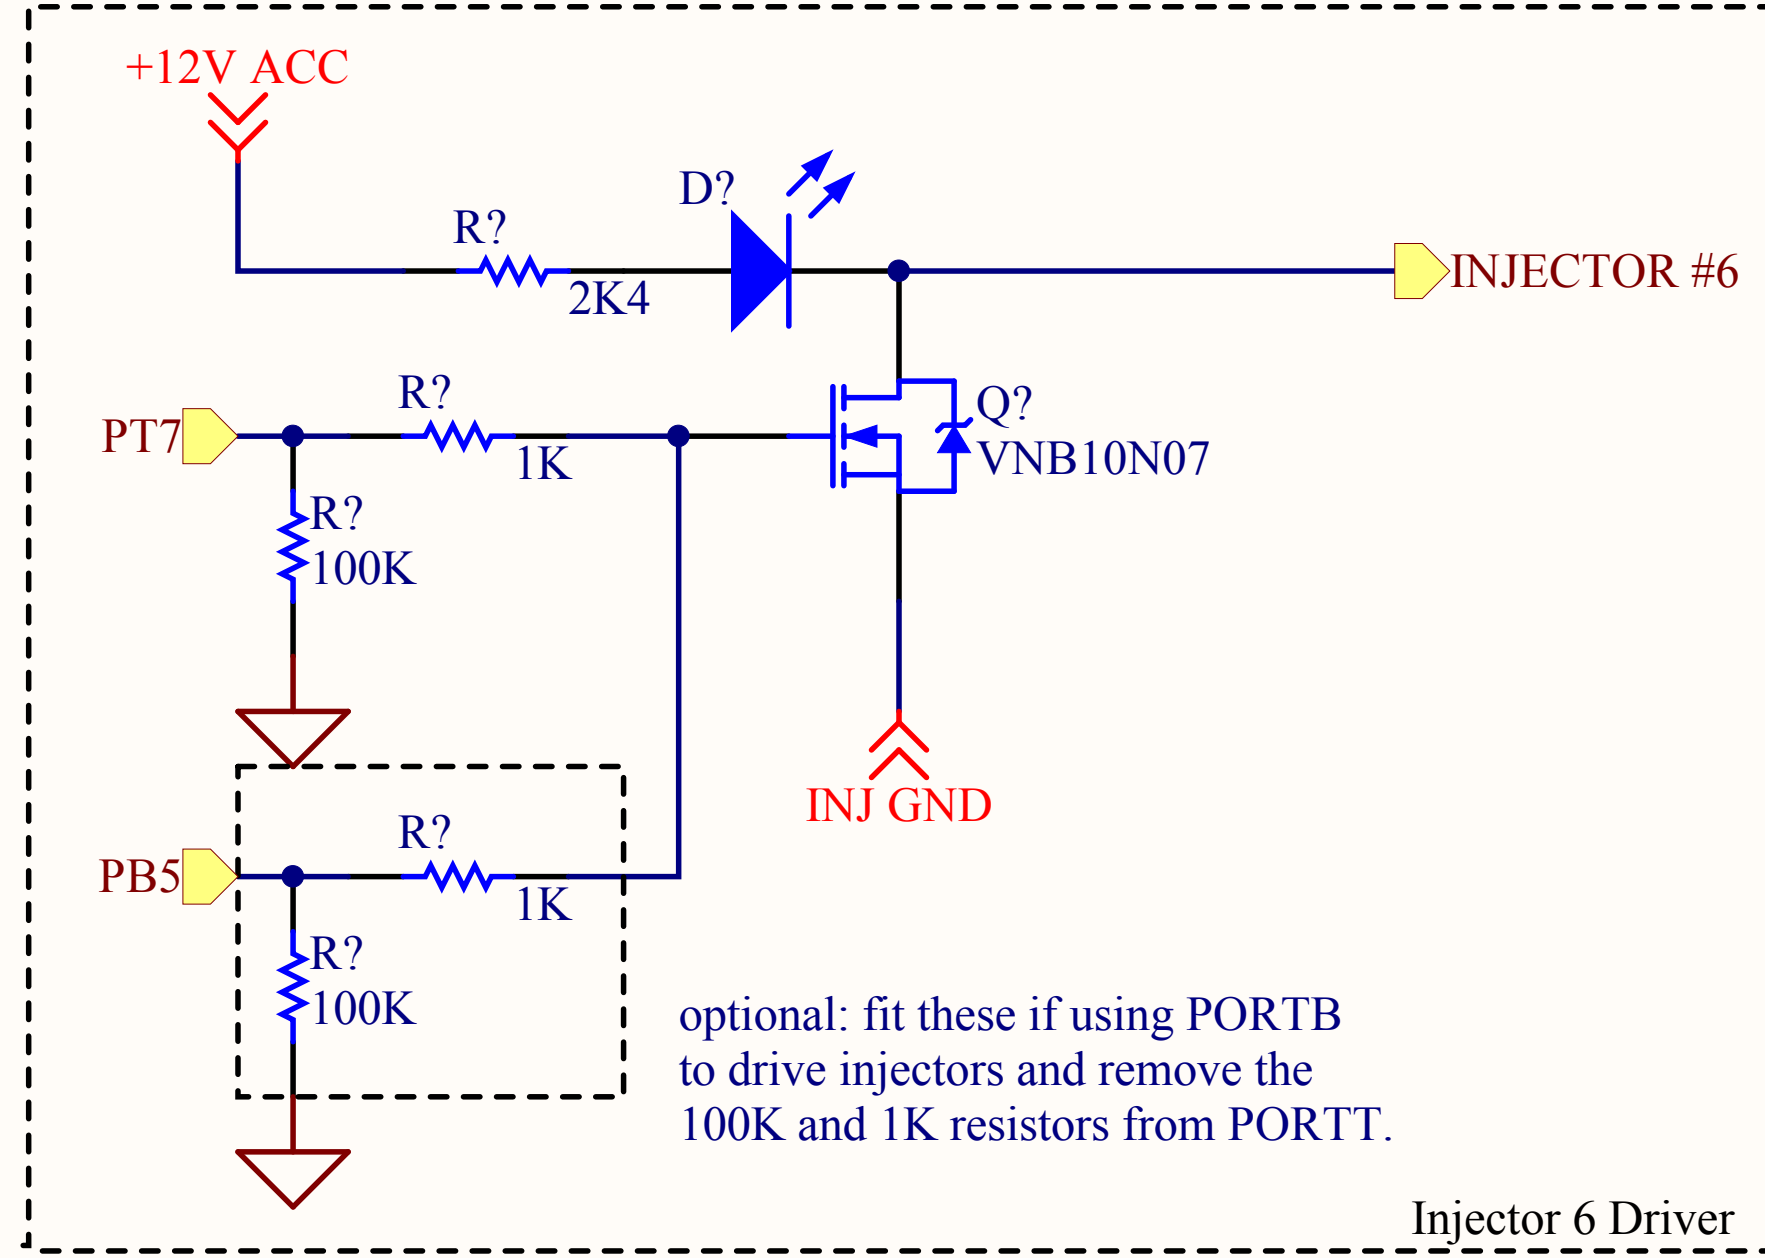 +12V ACC
D?
R?
2K4
INJECTOR #6
R?
1K
PT7
Q?
VNB10N07
R?
100K
INJ GND
R?
1K
PB5
R?
100K
optional: fit these if using PORTB
to drive injectors and remove the
100K and 1K resistors from PORTT.
Injector 6 Driver